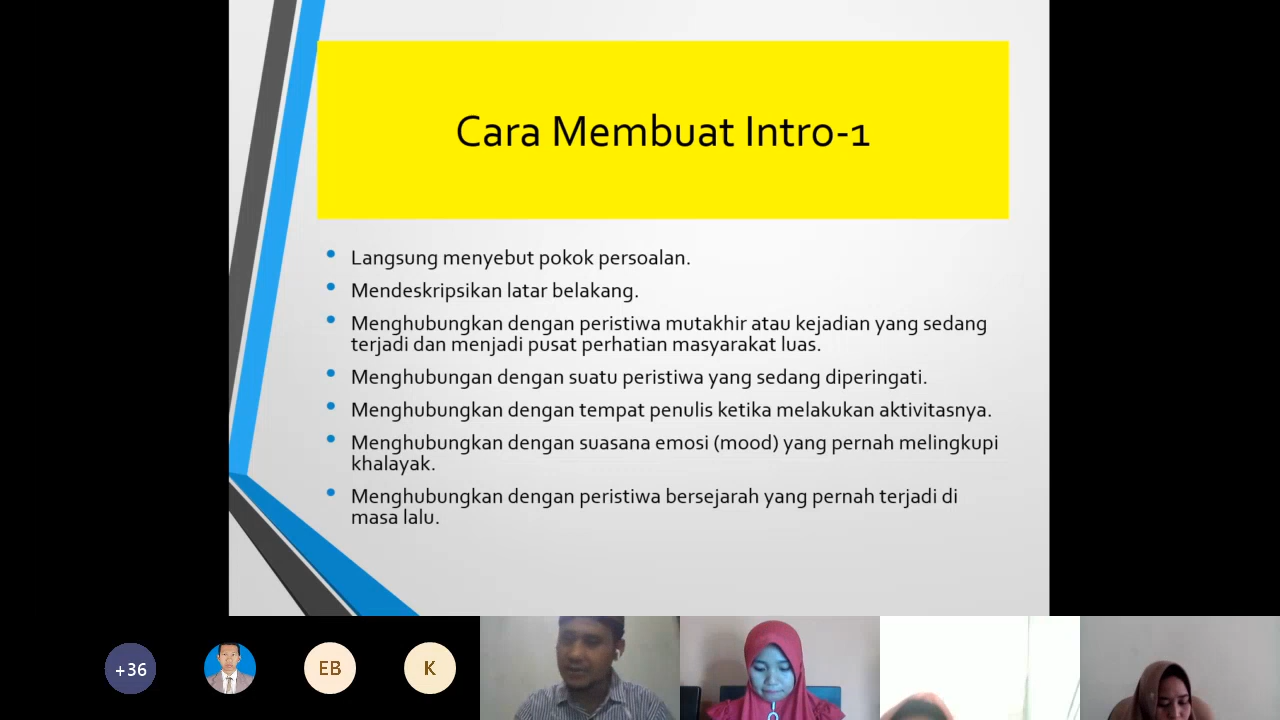 Cara Membuat Intro-1
Langsung menyebut pokok persoalan.
Mendeskripsikan latar belakang.
Menghubungkan dengan peristiwa mutakhir atau kejadian yang sedang
terjadi dan menjadi pusat perhatian masyarakat luas.
Menghubungan dengan suatu peristiwa yang sedang diperingati.
Menghubungkan dengan tempat penulis ketika melakukan aktivitasnya.
Menghubungkan dengan suasana emosi (mood) yang pernah melingkupi
khalayak.
Menghubungkan dengan peristiwa bersejarah yang pernah terjadi di
masa lalu.
+36
EB
K